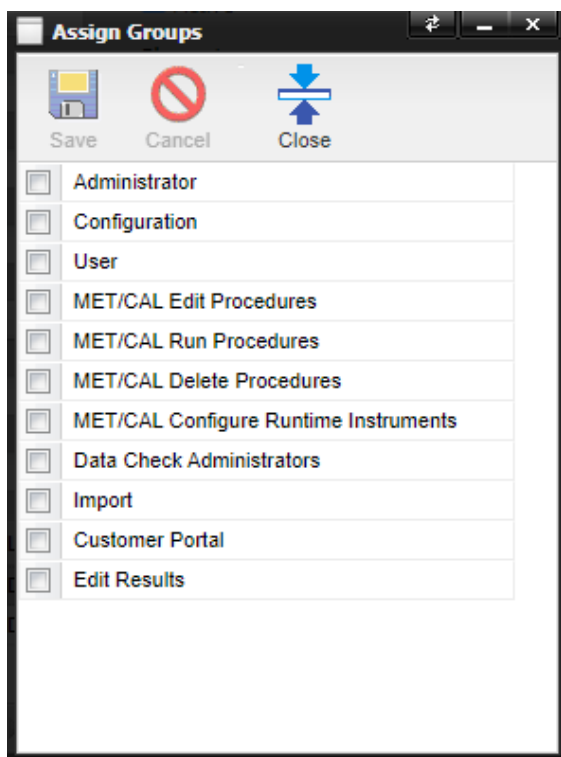 Assign Groups
Save Cancel Close
Administrator
Configuration
User
MET/CAL Edit Procedures
MET/CAL Run Procedures
MET/CAL Delete Procedures
MET/CAL Configure Runtime Instruments
Data Check Administrators
Import
Customer Portal
Edit Results